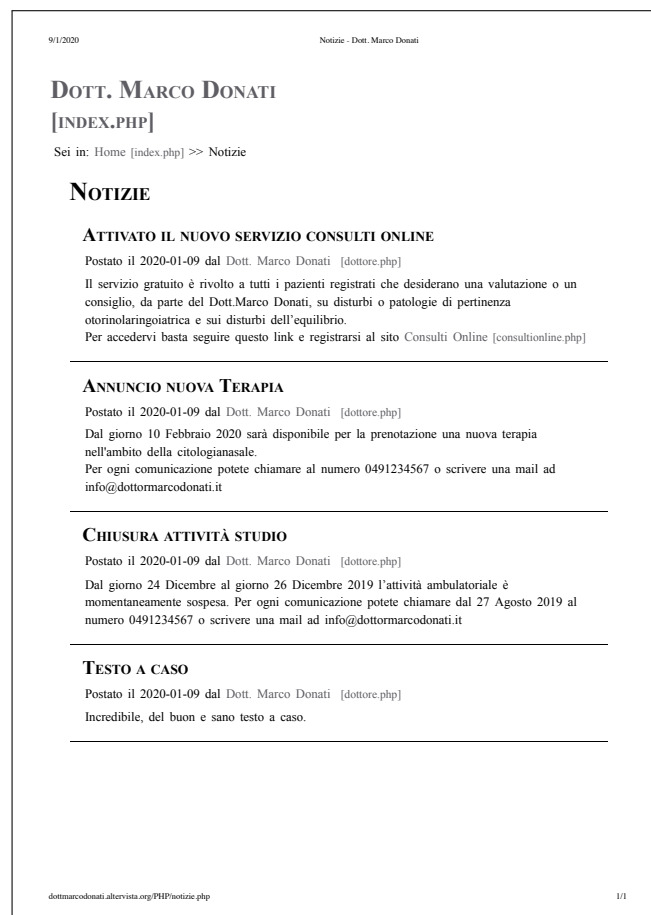 9/1/2020 Notizie - Dott. Marco Donati
Dott. Marco Donati
[index.php]
Sei in: Home [index.php] >> Notizie
Notizie
Attivato il nuovo servizio consulti online
Postato il 2020-01-09 dal Dott. Marco Donati [dottore.php]
Il servizio gratuito è rivolto a tutti i pazienti registrati che desiderano una valutazione o un
consiglio, da parte del Dott.Marco Donati, su disturbi o patologie di pertinenza
otorinolaringoiatrica e sui disturbi dell’equilibrio.
Per accedervi basta seguire questo link e registrarsi al sito Consulti Online [consultionline.php]
Annuncio nuova Terapia
Postato il 2020-01-09 dal Dott. Marco Donati [dottore.php]
Dal giorno 10 Febbraio 2020 sarà disponibile per la prenotazione una nuova terapia
nell'ambito della citologianasale.
Per ogni comunicazione potete chiamare al numero 0491234567 o scrivere una mail ad
info@dottormarcodonati.it
Chiusura attività studio
Postato il 2020-01-09 dal Dott. Marco Donati [dottore.php]
Dal giorno 24 Dicembre al giorno 26 Dicembre 2019 l’attività ambulatoriale è
momentaneamente sospesa. Per ogni comunicazione potete chiamare dal 27 Agosto 2019 al
numero 0491234567 o scrivere una mail ad info@dottormarcodonati.it
Testo a caso
Postato il 2020-01-09 dal Dott. Marco Donati [dottore.php]
Incredibile, del buon e sano testo a caso.
dottmarcodonati.altervista.org/PHP/notizie.php 1/1